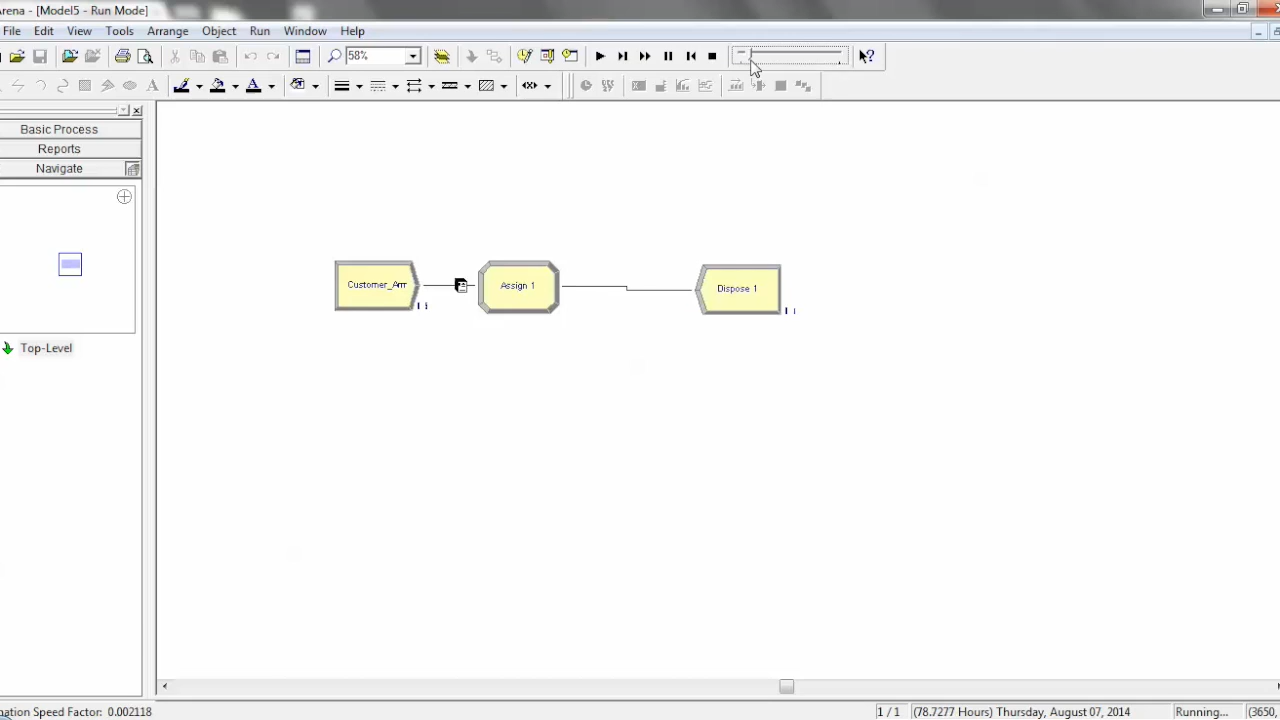 Arena - [Model5 - Run Mode]
File Edit View Tools Arrange Object Run Window Help
58%
Basic Process
Reports
Navigate
Top-Level
Customer_Arr
Assign 1
Dispose 1
ation Speed Factor: 0.002118
1 / 1
(78.7277 Hours) Thursday, August 07, 2014
Running...
(3650,